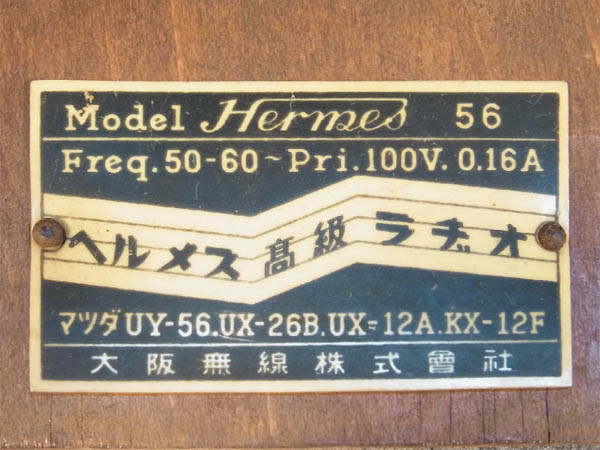 Model Hermes 56
Freq.50-60~Pri.100V.0.16A
ヘルメス高級ラヂオ
マツダUY-56.UX-26B.UX-12A.KX-12F
大阪無線株式會社